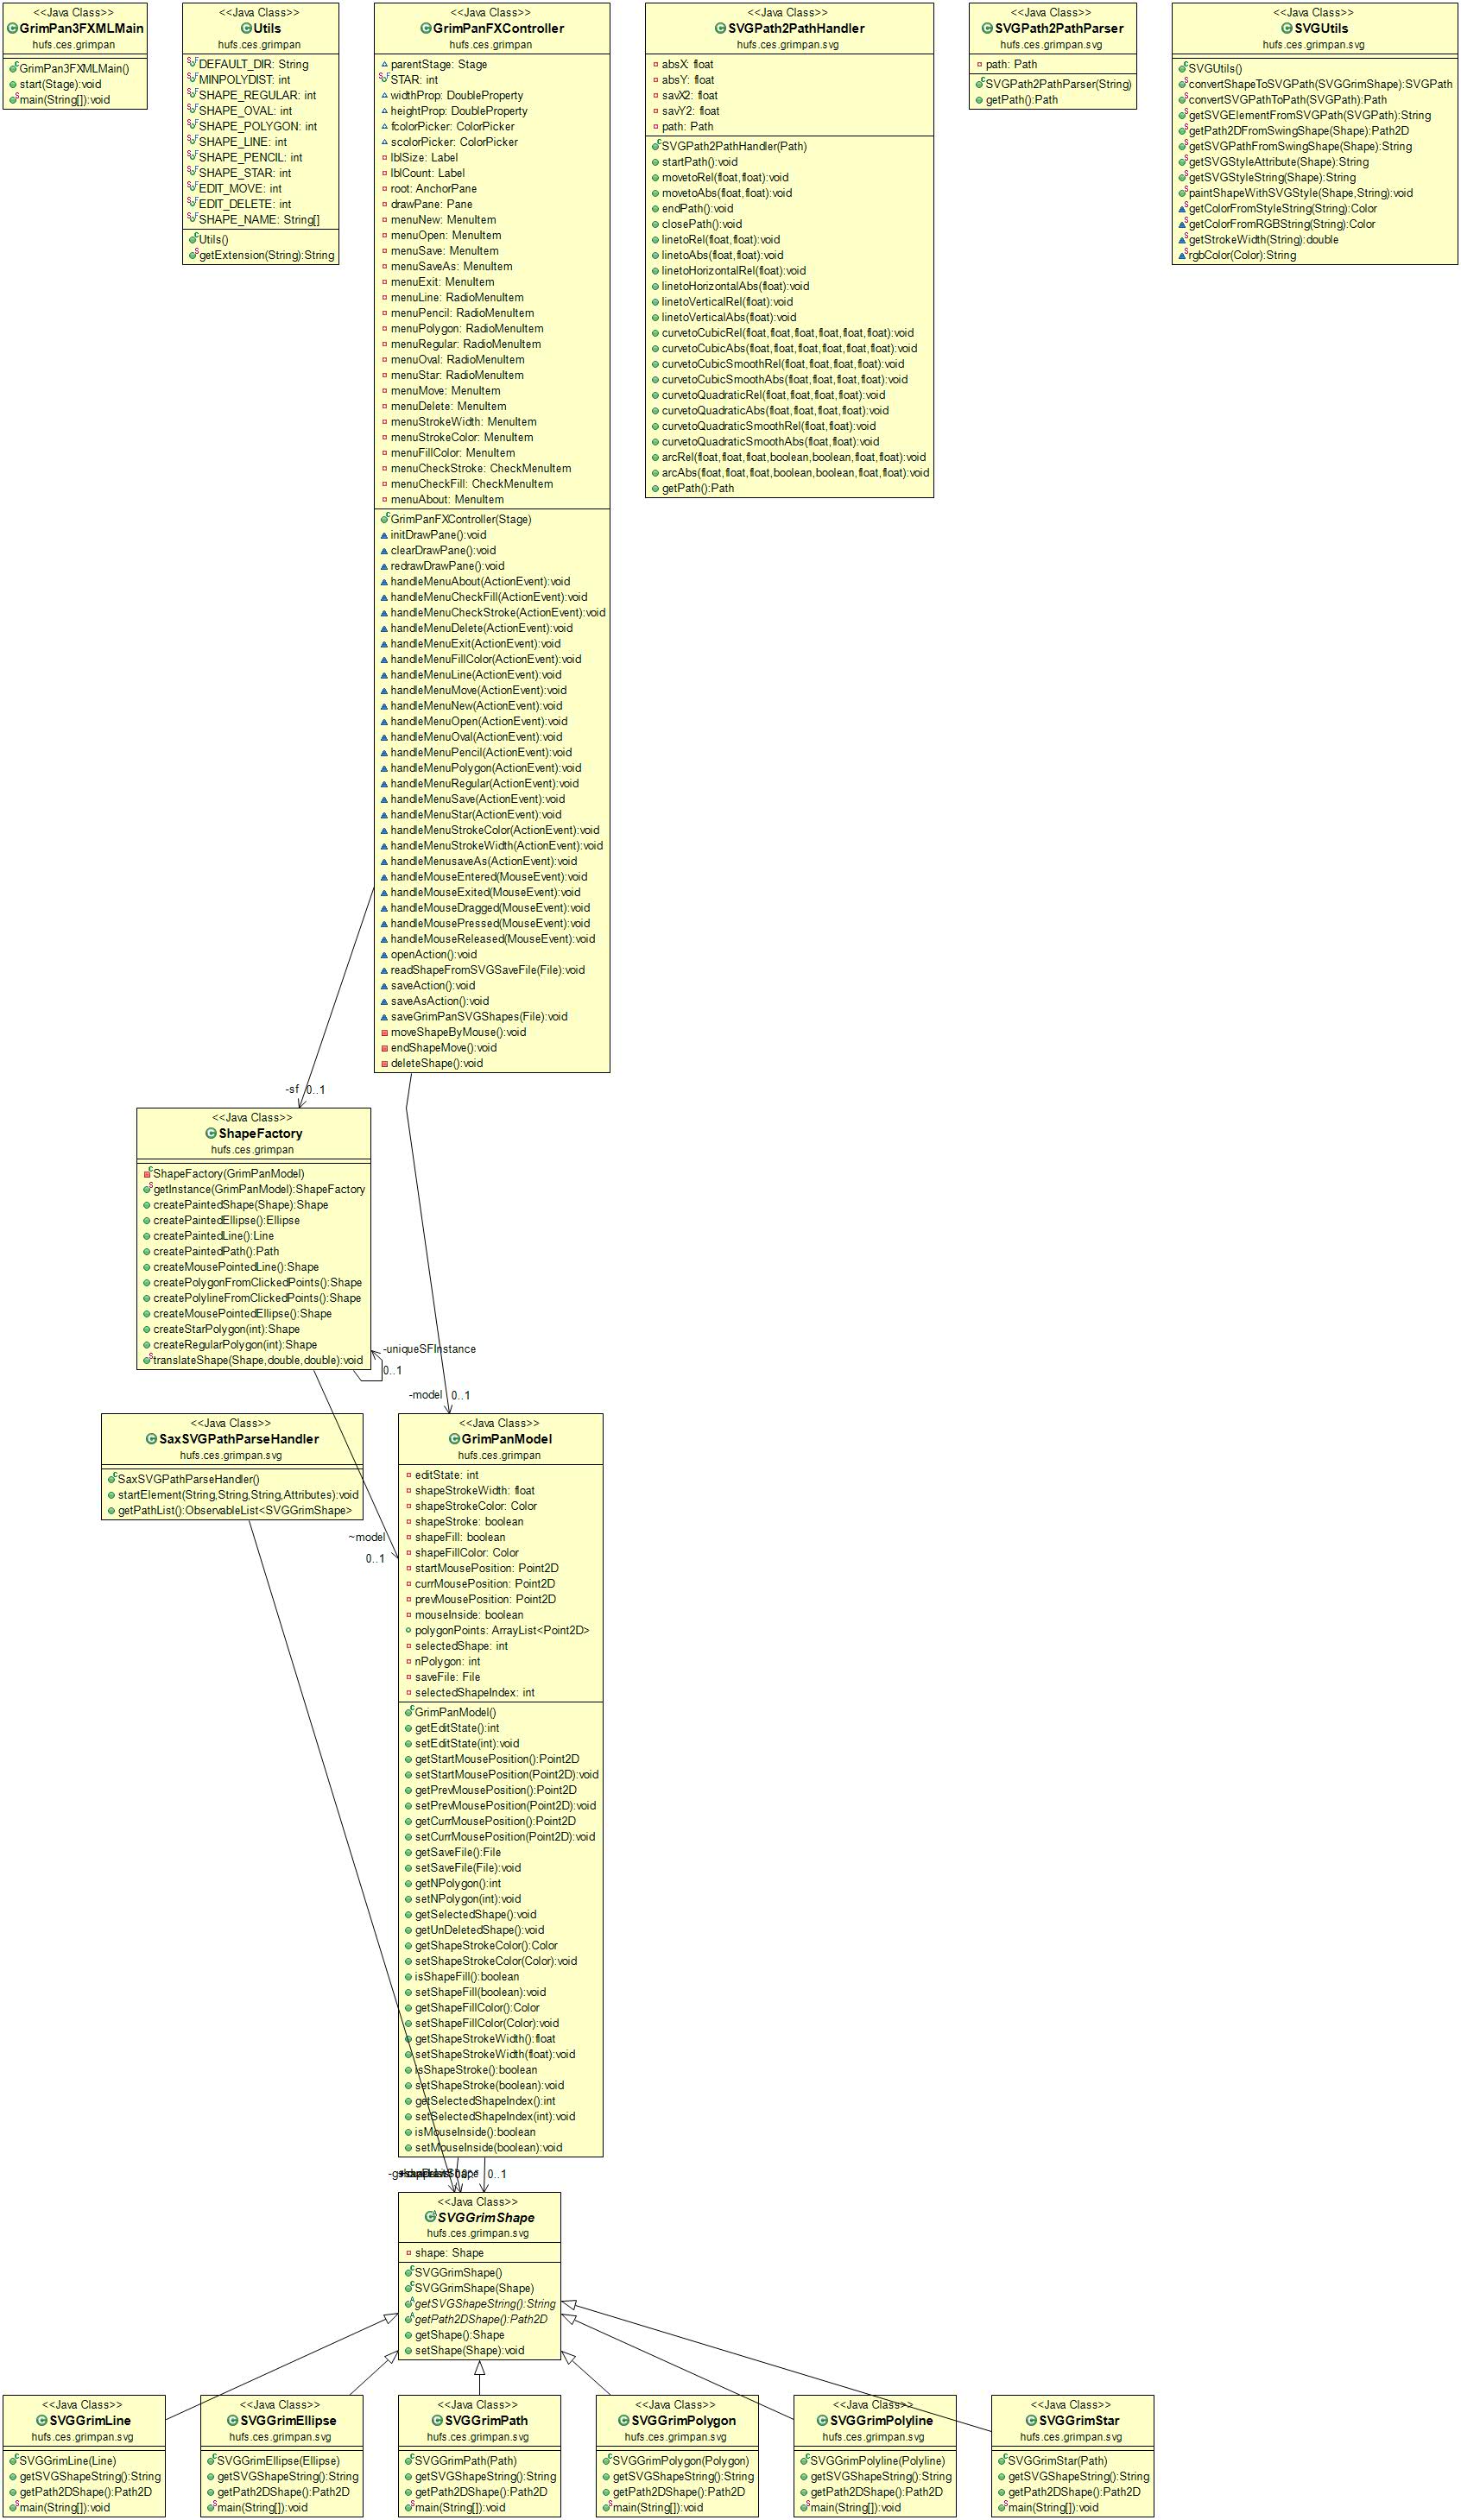 <<Java Class>>
GrimPan3FXMLMain
hufs.ces.grimpan
GrimPan3FXMLMain()
start(Stage):void
main(String[]):void
<<Java Class>>
Utils
hufs.ces.grimpan
DEFAULT_DIR: String
MINPOLYDIST: int
SHAPE_REGULAR: int
SHAPE_OVAL: int
SHAPE_POLYGON: int
SHAPE_LINE: int
SHAPE_PENCIL: int
SHAPE_STAR: int
EDIT_MOVE: int
EDIT_DELETE: int
SHAPE_NAME: String[]
Utils()
getExtension(String):String
<<Java Class>>
GrimPanFXController
hufs.ces.grimpan
parentStage: Stage
STAR: int
widthProp: DoubleProperty
heightProp: DoubleProperty
fcolorPicker: ColorPicker
scolorPicker: ColorPicker
lblSize: Label
lblCount: Label
root: AnchorPane
drawPane: Pane
menuNew: MenuItem
menuOpen: MenuItem
menuSave: MenuItem
menuSaveAs: MenuItem
menuExit: MenuItem
menuLine: RadioMenuItem
menuPencil: RadioMenuItem
menuPolygon: RadioMenuItem
menuRegular: RadioMenuItem
menuOval: RadioMenuItem
menuStar: RadioMenuItem
menuMove: MenuItem
menuDelete: MenuItem
menuStrokeWidth: MenuItem
menuStrokeColor: MenuItem
menuFillColor: MenuItem
menuCheckStroke: CheckMenuItem
menuCheckFill: CheckMenuItem
menuAbout: MenuItem
GrimPanFXController(Stage)
initDrawPane():void
clearDrawPane():void
redrawDrawPane():void
handleMenuAbout(ActionEvent):void
handleMenuCheckFill(ActionEvent):void
handleMenuCheckStroke(ActionEvent):void
handleMenuDelete(ActionEvent):void
handleMenuExit(ActionEvent):void
handleMenuFillColor(ActionEvent):void
handleMenuLine(ActionEvent):void
handleMenuMove(ActionEvent):void
handleMenuNew(ActionEvent):void
handleMenuOpen(ActionEvent):void
handleMenuOval(ActionEvent):void
handleMenuPencil(ActionEvent):void
handleMenuPolygon(ActionEvent):void
handleMenuRegular(ActionEvent):void
handleMenuSave(ActionEvent):void
handleMenuStar(ActionEvent):void
handleMenuStrokeColor(ActionEvent):void
handleMenuStrokeWidth(ActionEvent):void
handleMenusaveAs(ActionEvent):void
handleMouseEntered(MouseEvent):void
handleMouseExited(MouseEvent):void
handleMouseDragged(MouseEvent):void
handleMousePressed(MouseEvent):void
handleMouseReleased(MouseEvent):void
openAction():void
readShapeFromSVGSaveFile(File):void
saveAction():void
saveAsAction():void
saveGrimPanSVGShapes(File):void
moveShapeByMouse():void
endShapeMove():void
deleteShape():void
<<Java Class>>
SVGPath2PathHandler
hufs.ces.grimpan.svg
absX: float
absY: float
savX2: float
savY2: float
path: Path
SVGPath2PathHandler(Path)
startPath():void
movetoRel(float,float):void
movetoAbs(float,float):void
endPath():void
closePath():void
linetoRel(float,float):void
linetoAbs(float,float):void
linetoHorizontalRel(float):void
linetoHorizontalAbs(float):void
linetoVerticalRel(float):void
linetoVerticalAbs(float):void
curvetoCubicRel(float,float,float,float,float,float):void
curvetoCubicAbs(float,float,float,float,float,float):void
curvetoCubicSmoothRel(float,float,float,float):void
curvetoCubicSmoothAbs(float,float,float,float):void
curvetoQuadraticRel(float,float,float,float):void
curvetoQuadraticAbs(float,float,float,float):void
curvetoQuadraticSmoothRel(float,float):void
curvetoQuadraticSmoothAbs(float,float):void
arcRel(float,float,float,boolean,boolean,float,float):void
arcAbs(float,float,float,boolean,boolean,float,float):void
getPath():Path
<<Java Class>>
SVGPath2PathParser
hufs.ces.grimpan.svg
path: Path
SVGPath2PathParser(String)
getPath():Path
<<Java Class>>
SVGUtils
hufs.ces.grimpan.svg
SVGUtils()
convertShapeToSVGPath(SVGGrimShape):SVGPath
convertSVGPathToPath(SVGPath):Path
getSVGElementFromSVGPath(SVGPath):String
getPath2DFromSwingShape(Shape):Path2D
getSVGPathFromSwingShape(Shape):String
getSVGStyleAttribute(Shape):String
getSVGStyleString(Shape):String
paintShapeWithSVGStyle(Shape,String):void
getColorFromStyleString(String):Color
getColorFromRGBString(String):Color
getStrokeWidth(String):double
rgbColor(Color):String
-sf 0..1
<<Java Class>>
ShapeFactory
hufs.ces.grimpan
ShapeFactory(GrimPanModel)
getInstance(GrimPanModel):ShapeFactory
createPaintedShape(Shape):Shape
createPaintedEllipse():Ellipse
createPaintedLine():Line
createPaintedPath():Path
createMousePointedLine():Shape
createPolygonFromClickedPoints():Shape
createPolylineFromClickedPoints():Shape
createMousePointedEllipse():Shape
createStarPolygon(int):Shape
createRegularPolygon(int):Shape
translateShape(Shape,double,double):void
-uniqueSFInstance
0..1
-model 0..1
<<Java Class>>
SaxSVGPathParseHandler
hufs.ces.grimpan.svg
SaxSVGPathParseHandler()
startElement(String,String,String,Attributes):void
getPathList():ObservableList<SVGGrimShape>
~model
0..1
<<Java Class>>
GrimPanModel
hufs.ces.grimpan
editState: int
shapeStrokeWidth: float
shapeStrokeColor: Color
shapeStroke: boolean
shapeFill: boolean
shapeFillColor: Color
startMousePosition: Point2D
currMousePosition: Point2D
prevMousePosition: Point2D
mouseInside: boolean
polygonPoints: ArrayList<Point2D>
selectedShape: int
nPolygon: int
saveFile: File
selectedShapeIndex: int
GrimPanModel()
getEditState():int
setEditState(int):void
getStartMousePosition():Point2D
setStartMousePosition(Point2D):void
getPrevMousePosition():Point2D
setPrevMousePosition(Point2D):void
getCurrMousePosition():Point2D
setCurrMousePosition(Point2D):void
getSaveFile():File
setSaveFile(File):void
getNPolygon():int
setNPolygon(int):void
getSelectedShape():void
getUnDeletedShape():void
getShapeStrokeColor():Color
setShapeStrokeColor(Color):void
isShapeFill():boolean
setShapeFill(boolean):void
getShapeFillColor():Color
setShapeFillColor(Color):void
getShapeStrokeWidth():float
setShapeStrokeWidth(float):void
isShapeStroke():boolean
setShapeStroke(boolean):void
getSelectedShapeIndex():int
setSelectedShapeIndex(int):void
isMouseInside():boolean
setMouseInside(boolean):void
0..1
<<Java Class>>
SVGGrimShape
hufs.ces.grimpan.svg
shape: Shape
SVGGrimShape()
SVGGrimShape(Shape)
getSVGShapeString():String
getPath2DShape():Path2D
getShape():Shape
setShape(Shape):void
<<Java Class>>
SVGGrimLine
hufs.ces.grimpan.svg
SVGGrimLine(Line)
getSVGShapeString():String
getPath2DShape():Path2D
main(String[]):void
<<Java Class>>
SVGGrimEllipse
hufs.ces.grimpan.svg
SVGGrimEllipse(Ellipse)
getSVGShapeString():String
getPath2DShape():Path2D
main(String[]):void
<<Java Class>>
SVGGrimPath
hufs.ces.grimpan.svg
SVGGrimPath(Path)
getSVGShapeString():String
getPath2DShape():Path2D
main(String[]):void
<<Java Class>>
SVGGrimPolygon
hufs.ces.grimpan.svg
SVGGrimPolygon(Polygon)
getSVGShapeString():String
getPath2DShape():Path2D
main(String[]):void
<<Java Class>>
SVGGrimPolyline
hufs.ces.grimpan.svg
SVGGrimPolyline(Polyline)
getSVGShapeString():String
getPath2DShape():Path2D
main(String[]):void
<<Java Class>>
SVGGrimStar
hufs.ces.grimpan.svg
SVGGrimStar(Path)
getSVGShapeString():String
getPath2DShape():Path2D
main(String[]):void